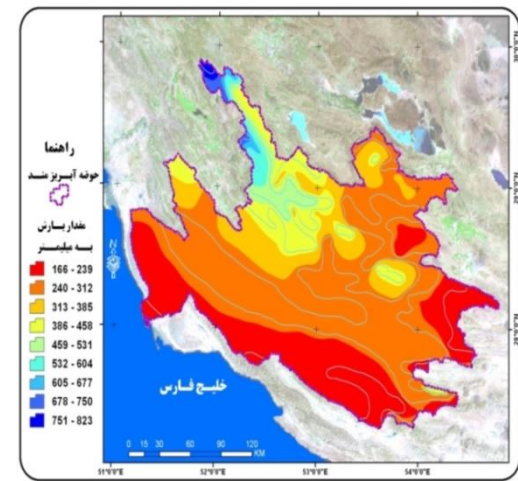 راهنما
حوضه آبریز مند
مقدار بارش
به میلیمتر
166 - 239
240 - 312
313 - 385
386 - 458
459 - 531
532 - 604
605 - 677
678 - 750
751 - 823
خلیج فارس
0 15 30 60 90 120
KM
51°0'0"E 52°0'0"E 53°0'0"E 54°0'0"E